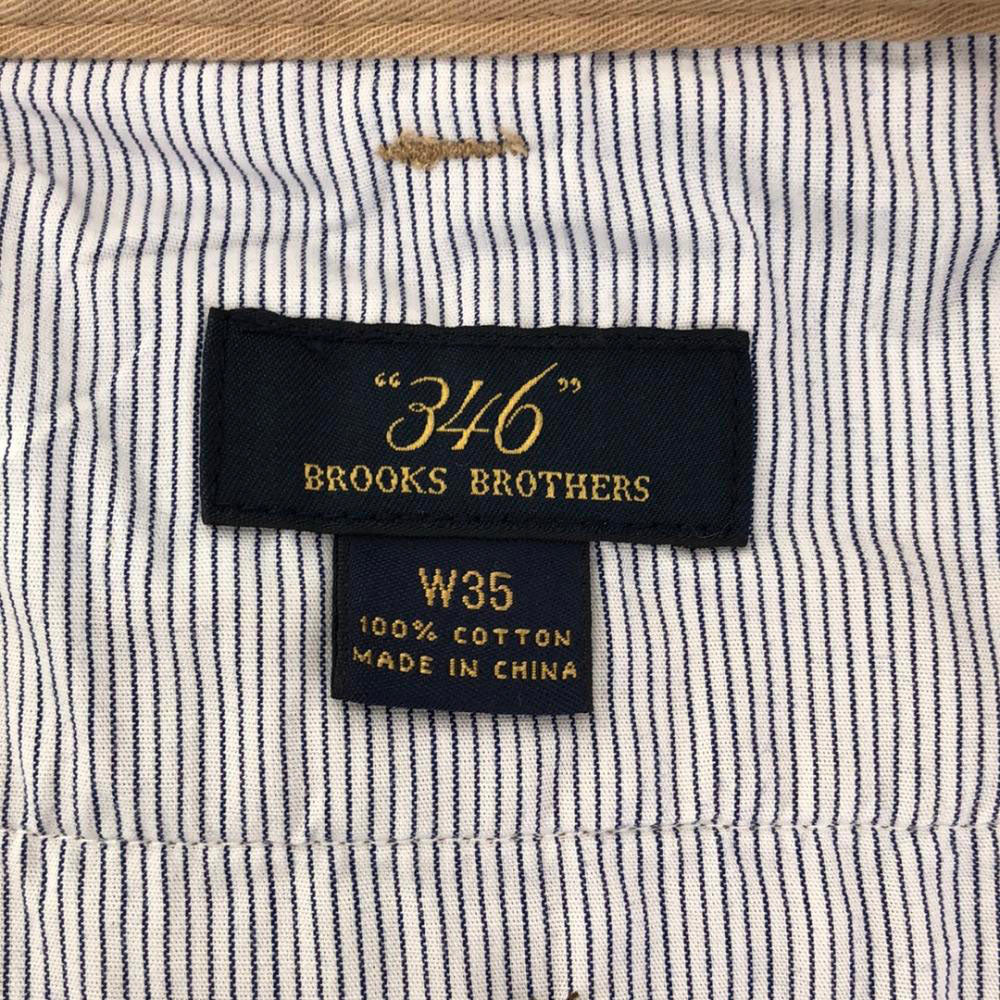 “346”
BROOKS BROTHERS
W35
100% COTTON
MADE IN CHINA